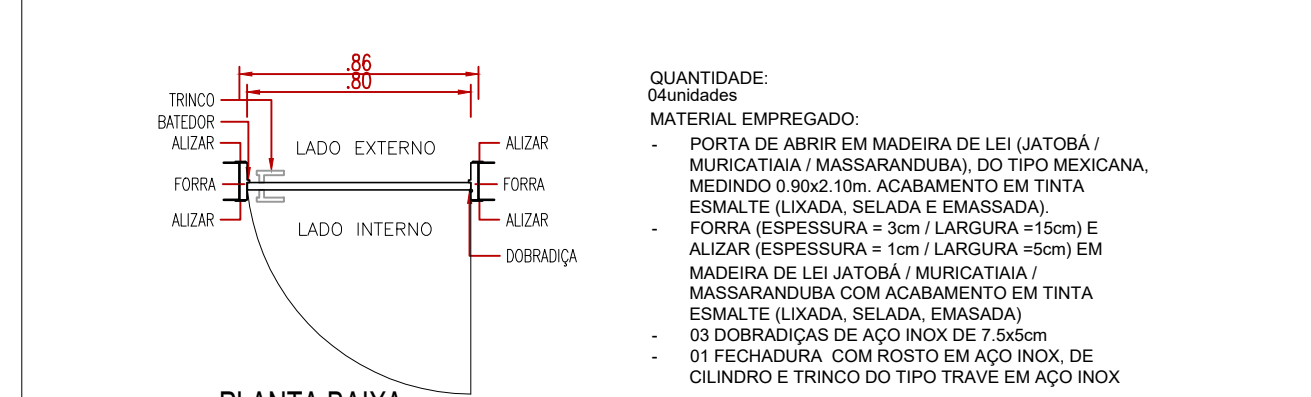 .86
.80
TRINCO
BATEDOR
ALIZAR
LADO EXTERNO
ALIZAR
FORRA
FORRA
ALIZAR
LADO INTERNO
ALIZAR
DOBRADIÇA
PLANTA BAIXA
QUANTIDADE:
04unidades
MATERIAL EMPREGADO:
- PORTA DE ABRIR EM MADEIRA DE LEI (JATOBÁ /
MURICATIAIA / MASSARANDUBA), DO TIPO MEXICANA,
MEDINDO 0.90x2.10m. ACABAMENTO EM TINTA
ESMALTE (LIXADA, SELADA E EMASSADA).
- FORRA (ESPESSURA = 3cm / LARGURA =15cm) E
ALIZAR (ESPESSURA = 1cm / LARGURA =5cm) EM
MADEIRA DE LEI JATOBÁ / MURICATIAIA /
MASSARANDUBA COM ACABAMENTO EM TINTA
ESMALTE (LIXADA, SELADA, EMASADA)
- 03 DOBRADIÇAS DE AÇO INOX DE 7.5x5cm
- 01 FECHADURA COM ROSTO EM AÇO INOX, DE
CILINDRO E TRINCO DO TIPO TRAVE EM AÇO INOX